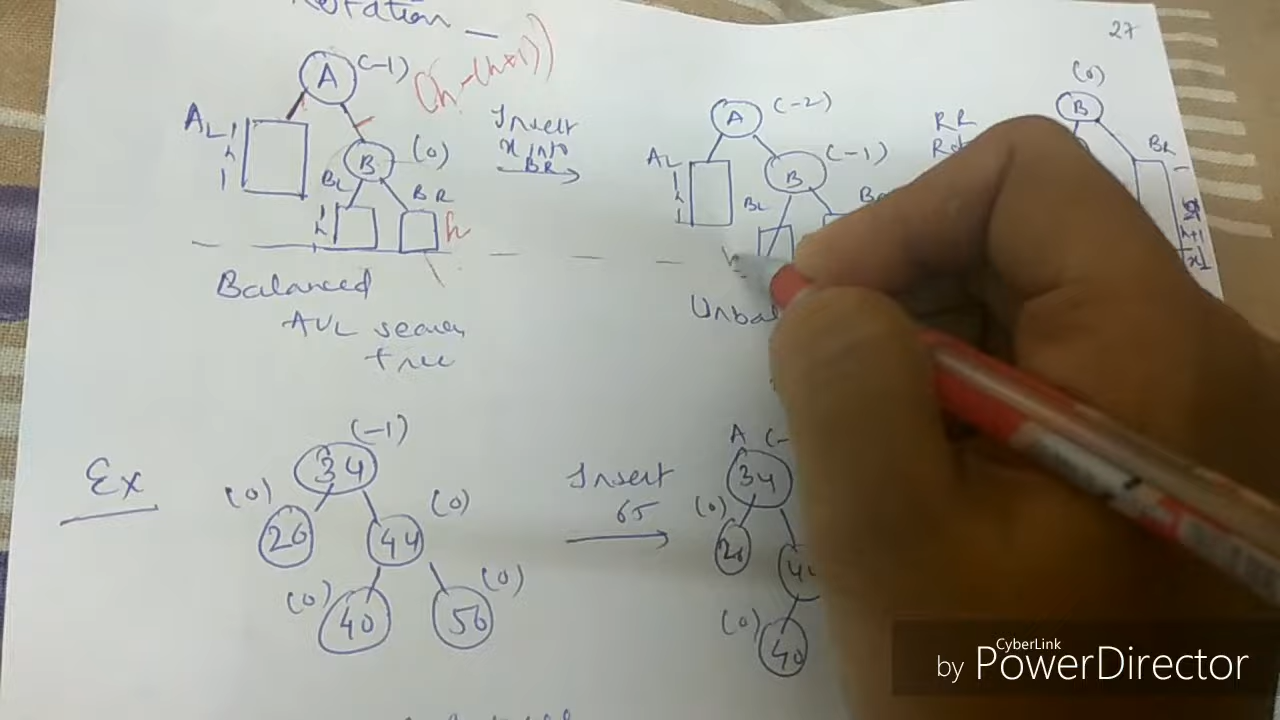 Rotation
27
A (-1) (h-(h+1))
AL h
B (0)
BL BR
h h
Insert
x into
BR
A (-2)
AL h
B (-1)
BL
h
RR
(0)
B
BR
h+1
x
Balanced
AVL search
tree
Ex
(-1)
34
(0) (0)
26 44
(0) (0)
40 50
Insert
65
A
34
(0)
26
(0)
40
CyberLink
by PowerDirector